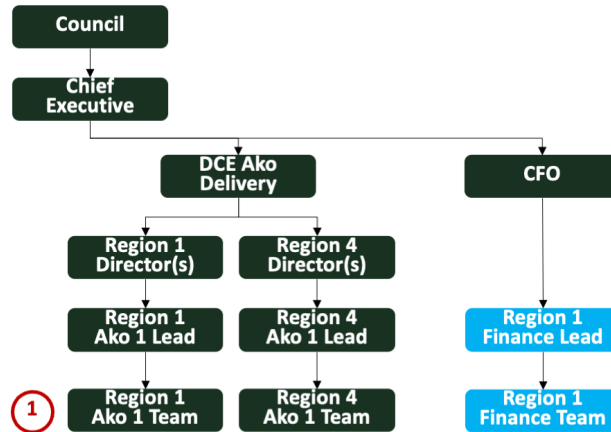 Council
Chief
Executive
DCE Ako
Delivery
CFO
Region 1
Director(s)
Region 4
Director(s)
Region 1
Ako 1 Lead
Region 4
Ako 1 Lead
Region 1
Finance Lead
1
Region 1
Ako 1 Team
Region 4
Ako 1 Team
Region 1
Finance Team